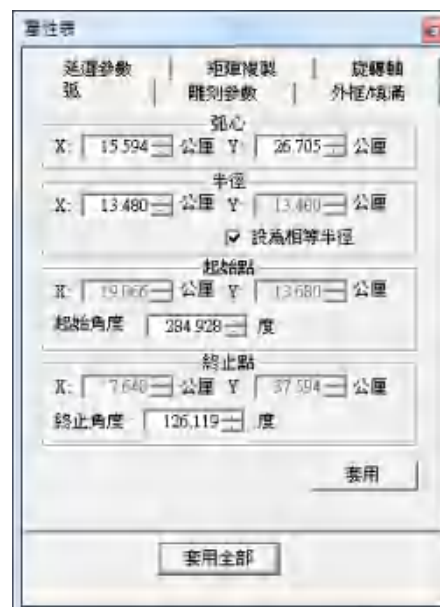 屬性表
延遲參數 矩陣複製 旋轉軸
弧 雕刻參數 外框/填滿
弧心
X: 15.594 公厘 Y: 26.705 公厘
半徑
X: 13.480 公厘 Y: 13.480 公厘
設為相等半徑
起始點
X: 19.066 公厘 Y: 13.680 公厘
起始角度 284.928 度
終止點
X: 7.648 公厘 Y: 37.594 公厘
終止角度 126.119 度
套用
套用全部